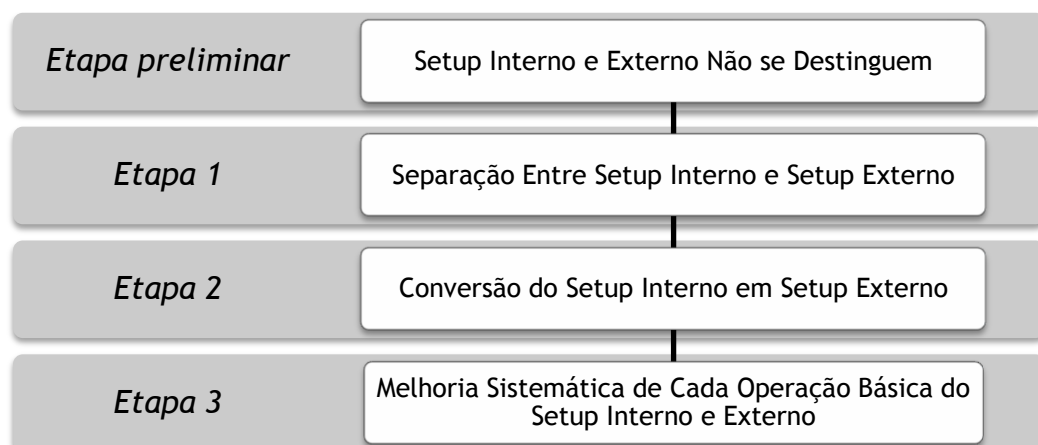 Etapa preliminar
Setup Interno e Externo Não se Destinguem
Etapa 1
Separação Entre Setup Interno e Setup Externo
Etapa 2
Conversão do Setup Interno em Setup Externo
Etapa 3
Melhoria Sistemática de Cada Operação Básica do
Setup Interno e Externo